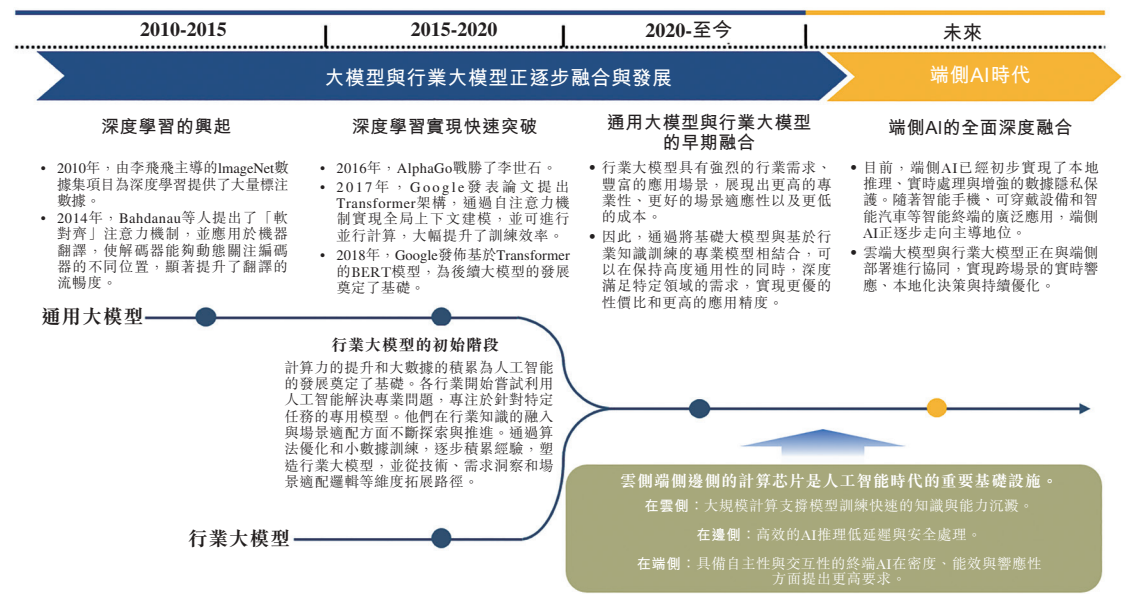 2010-2015
2015-2020
2020-至今
未來
大模型與行業大模型正逐步融合與發展
端側AI時代
深度學習的興起
• 2010年，由李飛飛主導的ImageNet數
據集項目為深度學習提供了大量標注
數據。
• 2014年，Bahdanau等人提出了「軟
對齊」注意力機制，並應用於機器
翻譯，使解碼器能夠動態關注編碼
器的不同位置，顯著提升了翻譯的
流暢度。
深度學習實現快速突破
• 2016年，AlphaGo戰勝了李世石。
• 2017年，Google發表論文提出
Transformer架構，通過自注意力機
制實現全局上下文建模，並可進行
並行計算，大幅提升了訓練效率。
• 2018年，Google發佈基於Transformer
的BERT模型，為後續大模型的發展
奠定了基礎。
通用大模型與行業大模型
的早期融合
• 行業大模型具有強烈的行業需求、
豐富的應用場景，展現出更高的專
業性、更好的場景適應性以及更低
的成本。
• 因此，通過將基礎大模型與基於行
業知識訓練的專業模型相結合，可
以在保持高度通用性的同時，深度
滿足特定領域的需求，實現更優的
性價比和更高的應用精度。
端側AI的全面深度融合
• 目前，端側AI已經初步實現了本地
推理、實時處理與增強的數據隱私保
護。隨著智能手機、可穿戴設備和
智能汽車等智能終端的廣泛應用，端側
AI正逐步走向主導地位。
• 雲端大模型與行業大模型正在與端側
部署進行協同，實現跨場景的實時響
應、本地化決策與持續優化。
通用大模型
行業大模型的初始階段
計算力的提升和大數據的積累為人工智能
的發展奠定了基礎。各行業開始嘗試利用
人工智能解決專業問題，專注於針對特定
任務的專用模型。他們在行業知識的融入
與場景適配方面不斷探索與推進。通過算
法優化和小數據訓練，逐步積累經驗，塑
造行業大模型，並從技術、需求洞察和場
景適配邏輯等維度拓展路徑。
行業大模型
雲側端側邊側的計算芯片是人工智能時代的重要基礎設施。
在雲側：大規模計算支撐模型訓練快速的知識與能力沉澱。
在邊側：高效的AI推理低延遲與安全處理。
在端側：具備自主性與交互性的終端AI在密度、能效與響應性
方面提出更高要求。